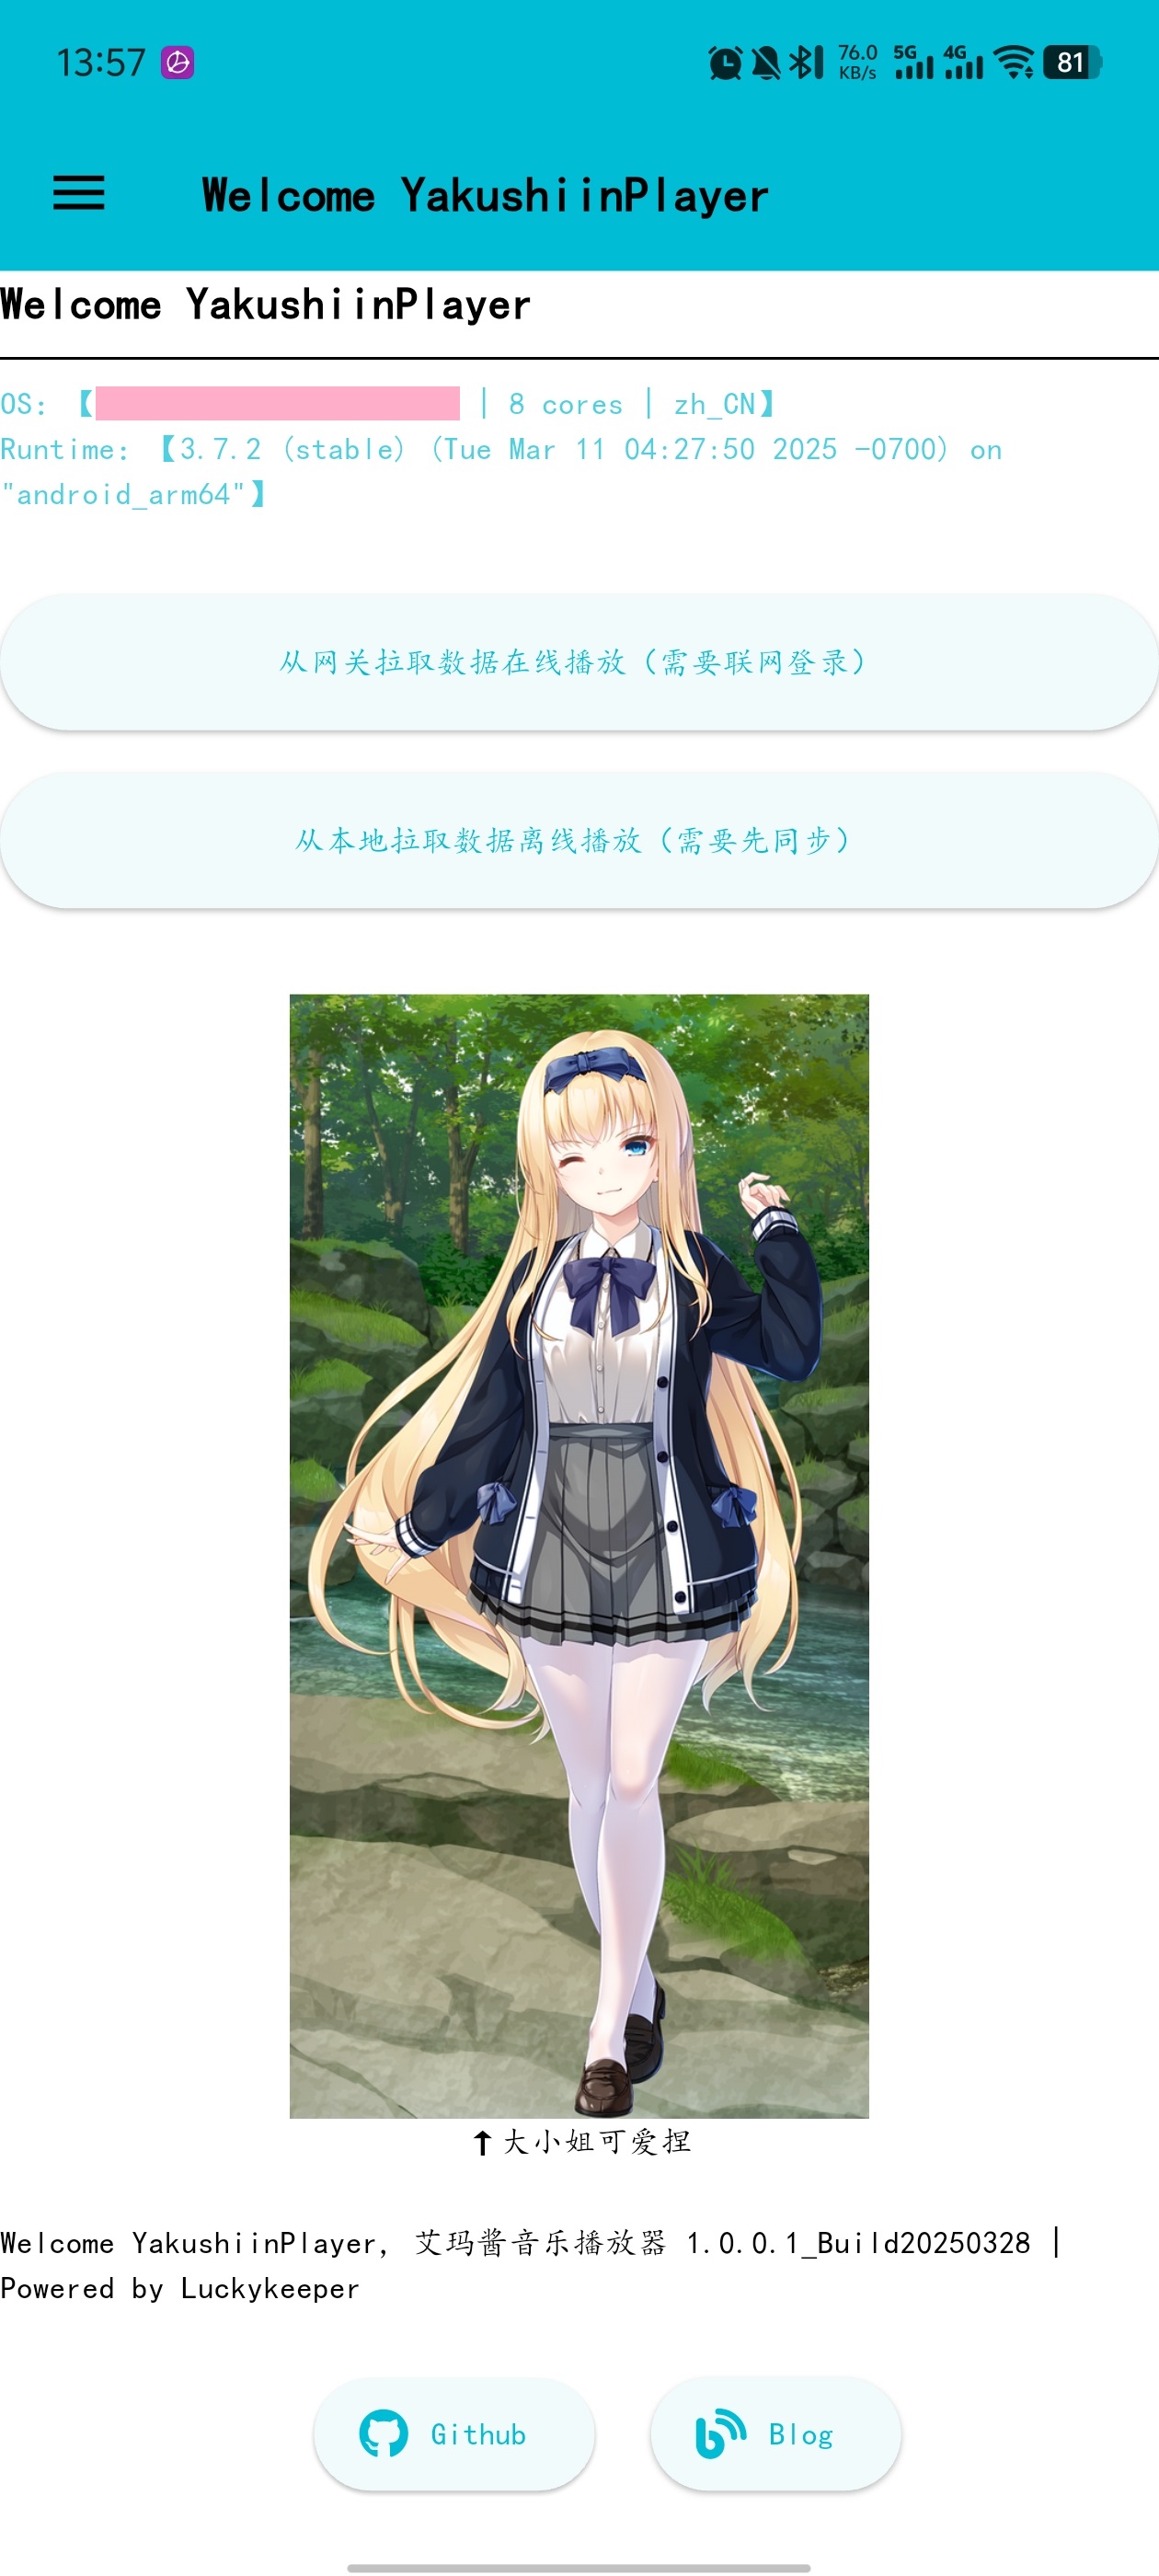 13:57
76.0 KB/s 5G 4G 81
Welcome YakushiinPlayer
Welcome YakushiinPlayer
OS: 【 | 8 cores | zh_CN】
Runtime: 【3.7.2 (stable) (Tue Mar 11 04:27:50 2025 -0700) on
"android_arm64"】
从网关拉取数据在线播放（需要联网登录）
从本地拉取数据离线播放（需要先同步）
↑大小姐可爱捏
Welcome YakushiinPlayer, 艾玛酱音乐播放器 1.0.0.1_Build20250328 |
Powered by Luckykeeper
Github
Blog